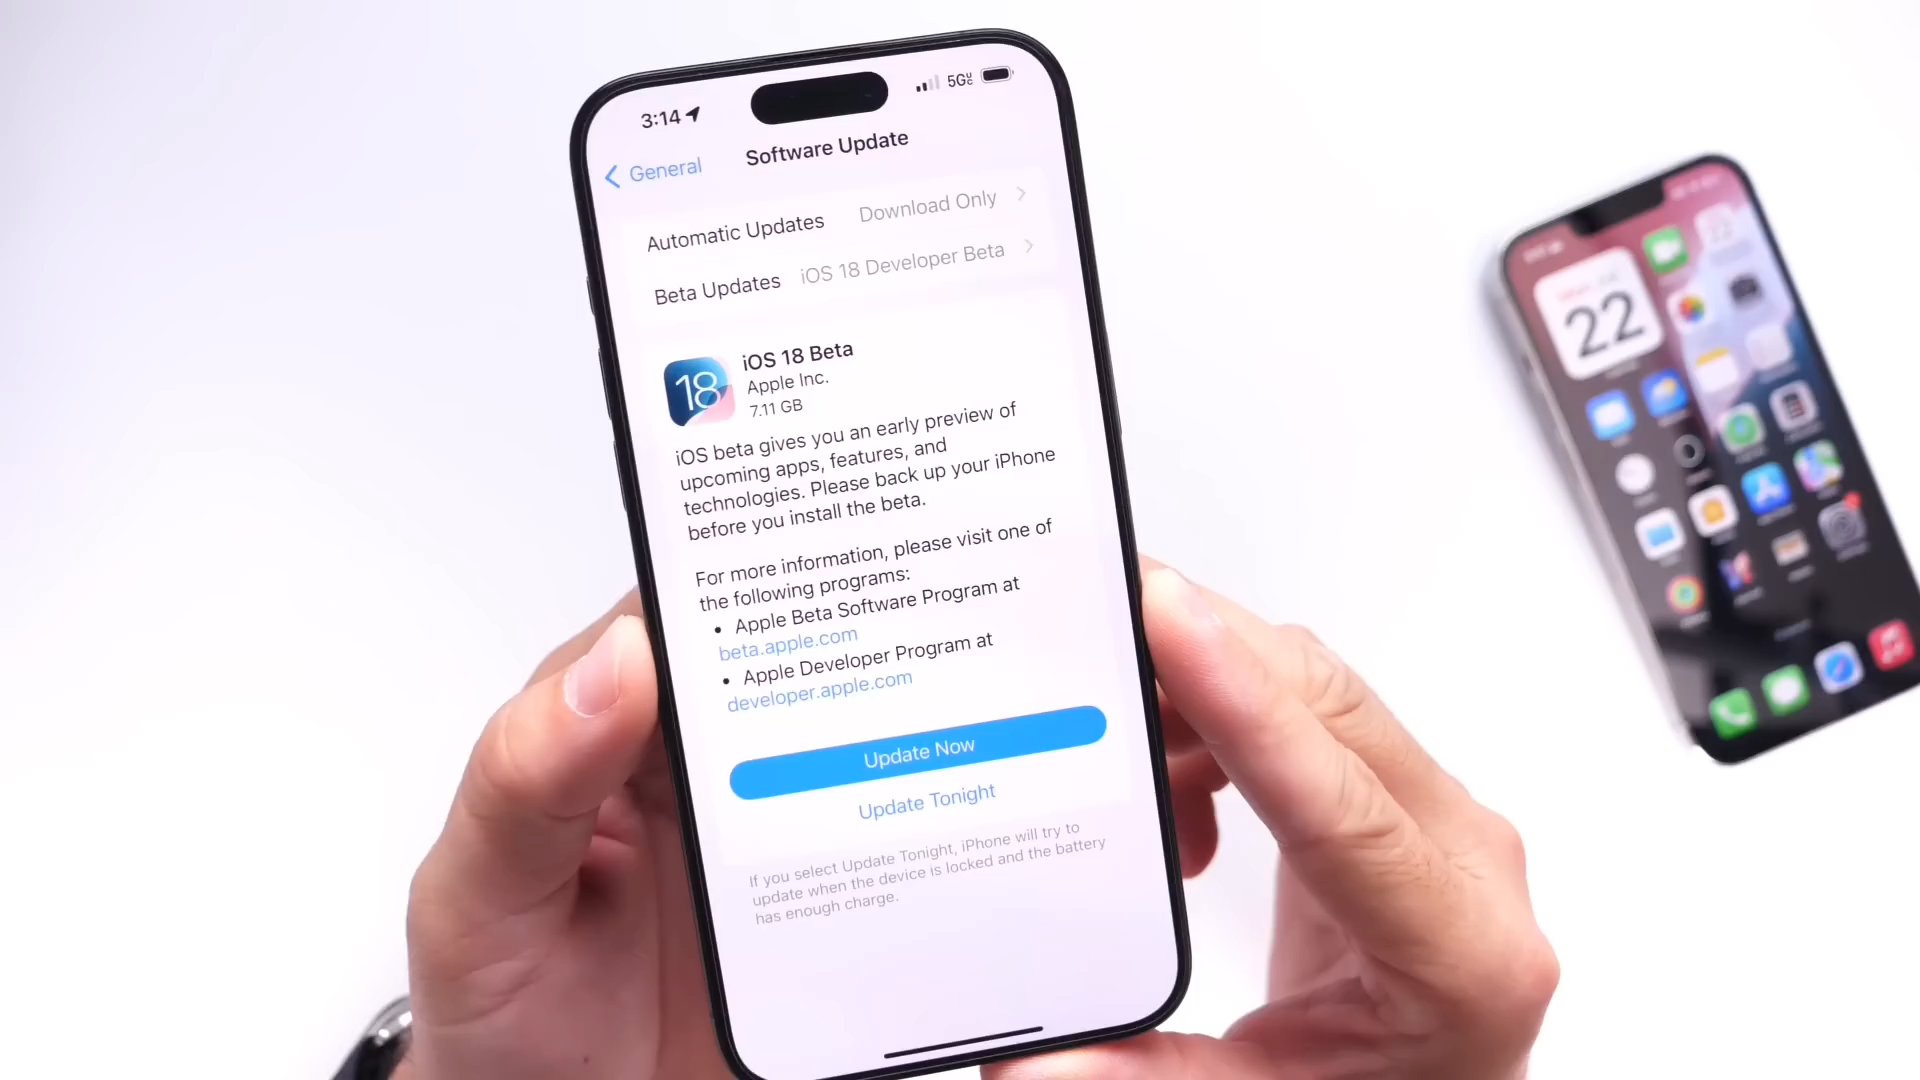 3:14
5GUC
General
Software Update
Automatic Updates Download Only
Beta Updates iOS 18 Developer Beta
18
iOS 18 Beta
Apple Inc.
7.11 GB
iOS beta gives you an early preview of
upcoming apps, features, and
technologies. Please back up your iPhone
before you install the beta.
For more information, please visit one of
the following programs:
• Apple Beta Software Program at
beta.apple.com
• Apple Developer Program at
developer.apple.com
Update Now
Update Tonight
If you select Update Tonight, iPhone will try to
update when the device is locked and the battery
has enough charge.
22